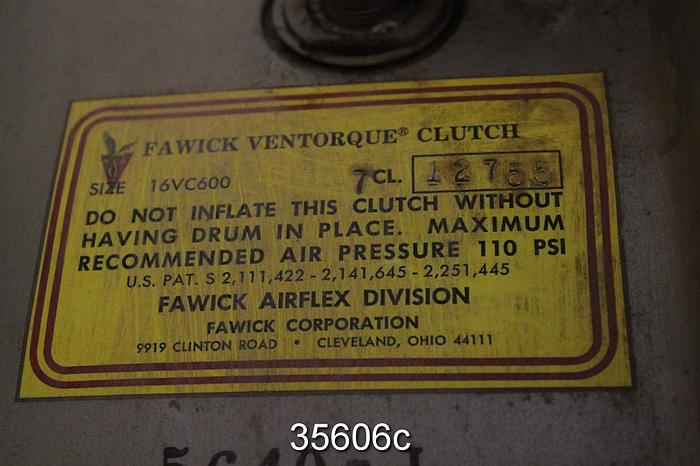 FAWICK VENTORQUE® CLUTCH
SIZE 16VC600 7CL. 12755
DO NOT INFLATE THIS CLUTCH WITHOUT
HAVING DRUM IN PLACE. MAXIMUM
RECOMMENDED AIR PRESSURE 110 PSI
U.S. PAT. S 2,111,422 - 2,141,645 - 2,251,445
FAWICK AIRFLEX DIVISION
FAWICK CORPORATION
9919 CLINTON ROAD • CLEVELAND, OHIO 44111
35606c